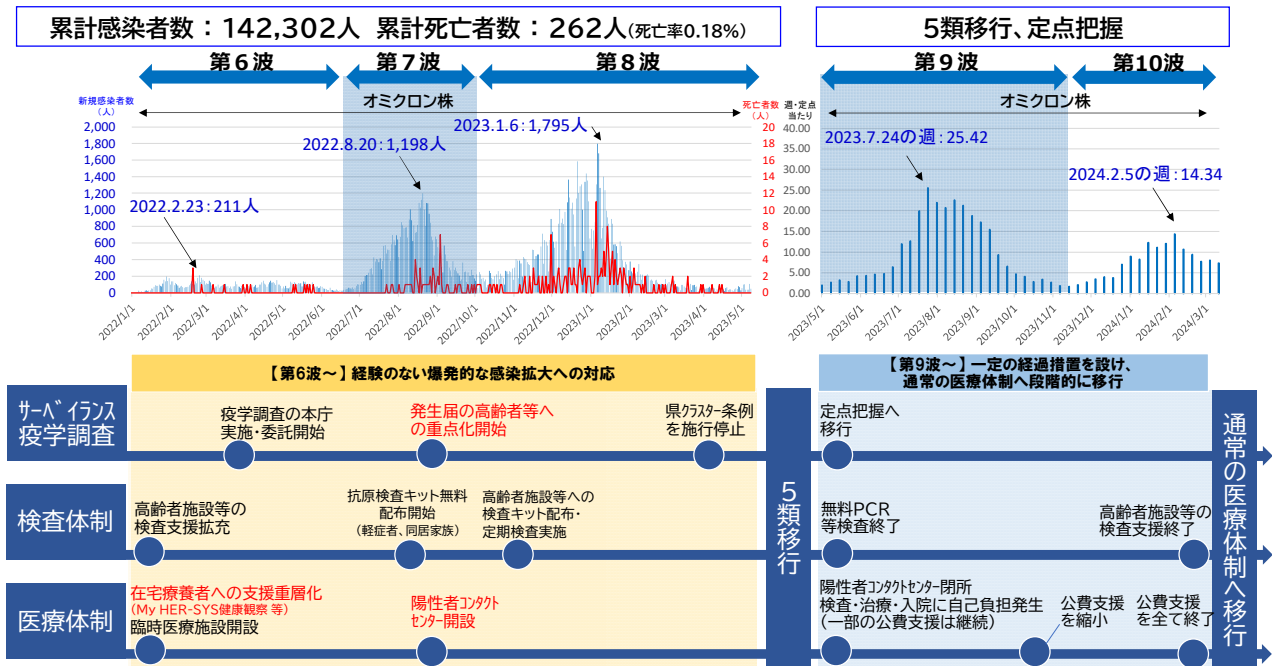 累計感染者数：142,302人 累計死亡者数：262人(死亡率0.18%)
5類移行、定点把握
第6波
第7波
第8波
第9波
第10波
新規感染者数
（人）
オミクロン株
死亡者数
（人）
週・定点
当たり
オミクロン株
2,000
1,800
1,600
1,400
1,200
1,000
800
600
400
200
0
20
18
16
14
12
10
8
6
4
2
0
40.00
35.00
30.00
25.00
20.00
15.00
10.00
5.00
0.00
2022.2.23：211人
2022.8.20：1,198人
2023.1.6：1,795人
2023.7.24の週：25.42
2024.2.5の週：14.34
2022/1/1
2022/2/1
2022/3/1
2022/4/1
2022/5/1
2022/6/1
2022/7/1
2022/8/1
2022/9/1
2022/10/1
2022/11/1
2022/12/1
2023/1/1
2023/2/1
2023/3/1
2023/4/1
2023/5/1
2023/5/1
2023/6/1
2023/7/1
2023/8/1
2023/9/1
2023/10/1
2023/11/1
2023/12/1
2024/1/1
2024/2/1
2024/3/1
【第6波～】経験のない爆発的な感染拡大への対応
【第9波～】一定の経過措置を設け、
通常の医療体制へ段階的に移行
サーベイランス
疫学調査
疫学調査の本庁
実施・委託開始
発生届の高齢者等へ
の重点化開始
県クラスター条例
を施行停止
定点把握へ
移行
検査体制
高齢者施設等の
検査支援拡充
抗原検査キット無料
配布開始
（軽症者、同居家族）
高齢者施設等への
検査キット配布・
定期検査実施
無料PCR
等検査終了
高齢者施設等の
検査支援終了
医療体制
在宅療養者への支援重層化
（My HER-SYS健康観察 等）
臨時医療施設開設
陽性者コンタクト
センター開設
陽性者コンタクトセンター閉所
検査・治療・入院に自己負担発生
（一部の公費支援は継続）
公費支援
を縮小
公費支援
を全て終了
5類移行
通常の医療体制へ移行